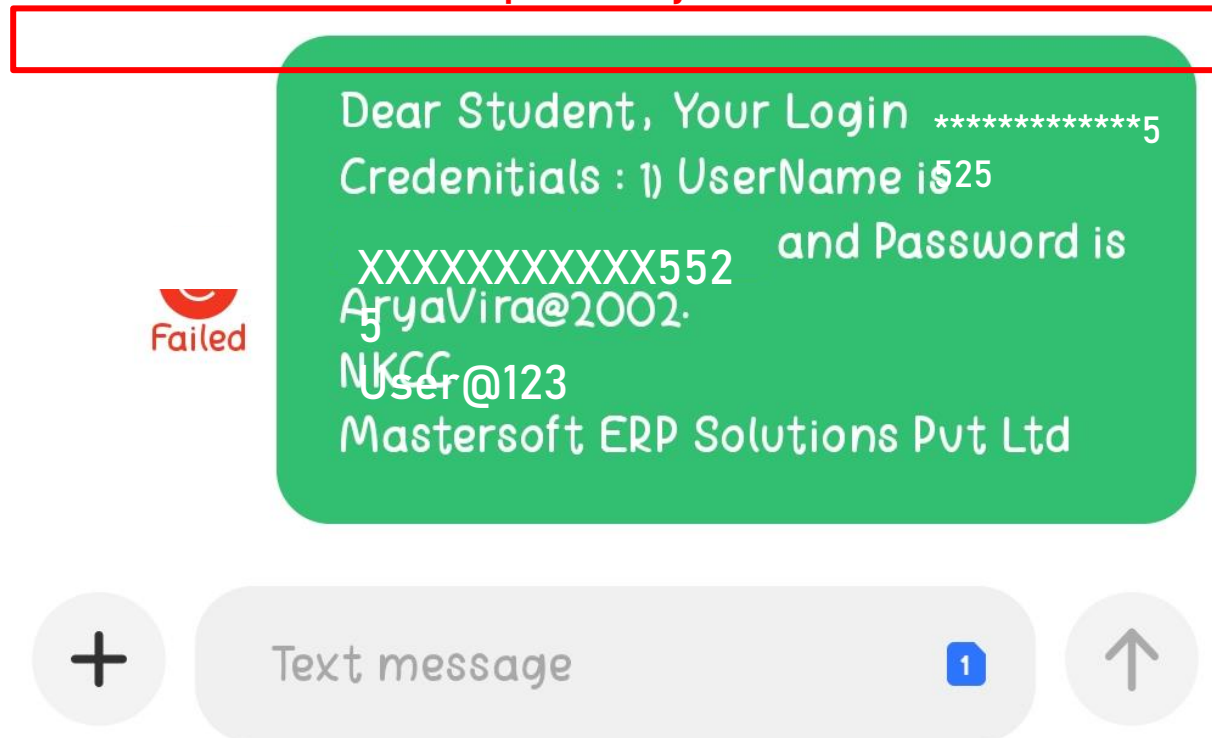 Dear Student, Your Login *************5
Credenitials : 1) UserName is 525
and Password is
XXXXXXXXXXX552
AryaVira@2002.
5
Failed
NKCC
User@123
Mastersoft ERP Solutions Pvt Ltd
Text message
1